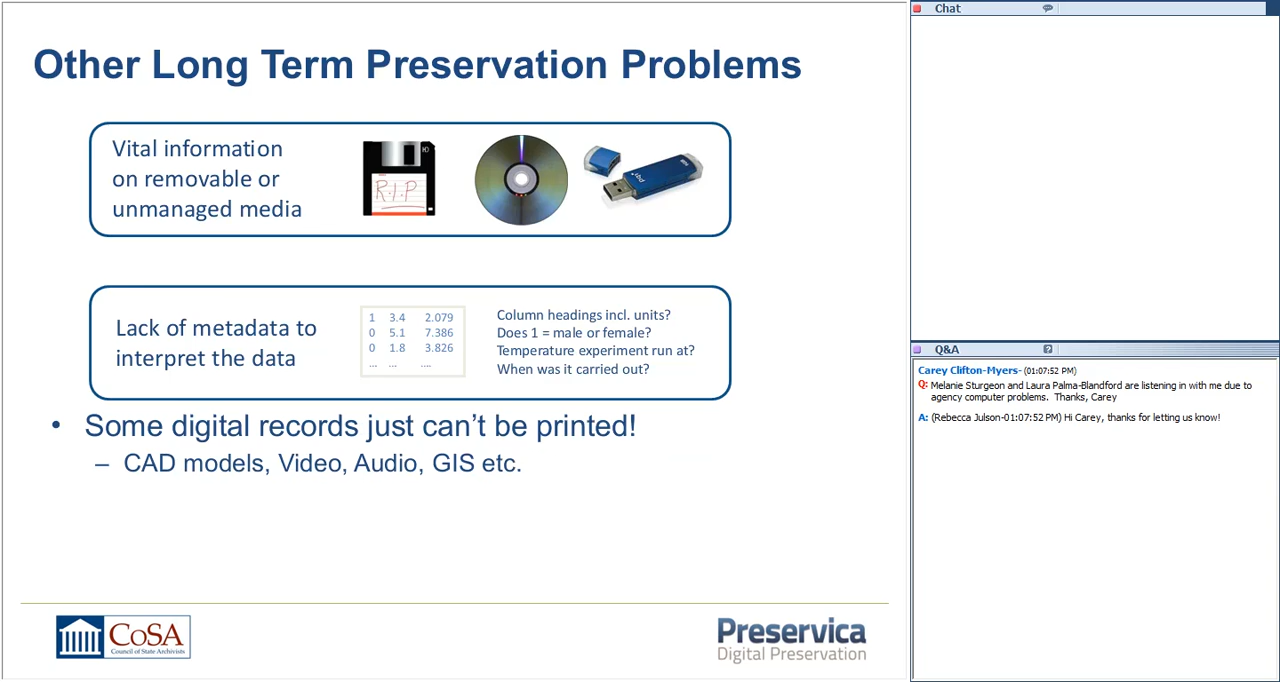 Other Long Term Preservation Problems
Vital information
on removable or
unmanaged media
R.I.P
Lack of metadata to
interpret the data
1 3.4 2.079
0 5.1 7.386
0 1.8 3.826
... ... ....
Column headings incl. units?
Does 1 = male or female?
Temperature experiment run at?
When was it carried out?
• Some digital records just can't be printed!
– CAD models, Video, Audio, GIS etc.
CoSA
Council of State Archivists
Preservica
Digital Preservation
Chat
Q&A
Carey Clifton-Myers- (01:07:52 PM)
Q: Melanie Sturgeon and Laura Palma-Blandford are listening in with me due to
agency computer problems. Thanks, Carey
A: (Rebecca Julson-01:07:52 PM) Hi Carey, thanks for letting us know!